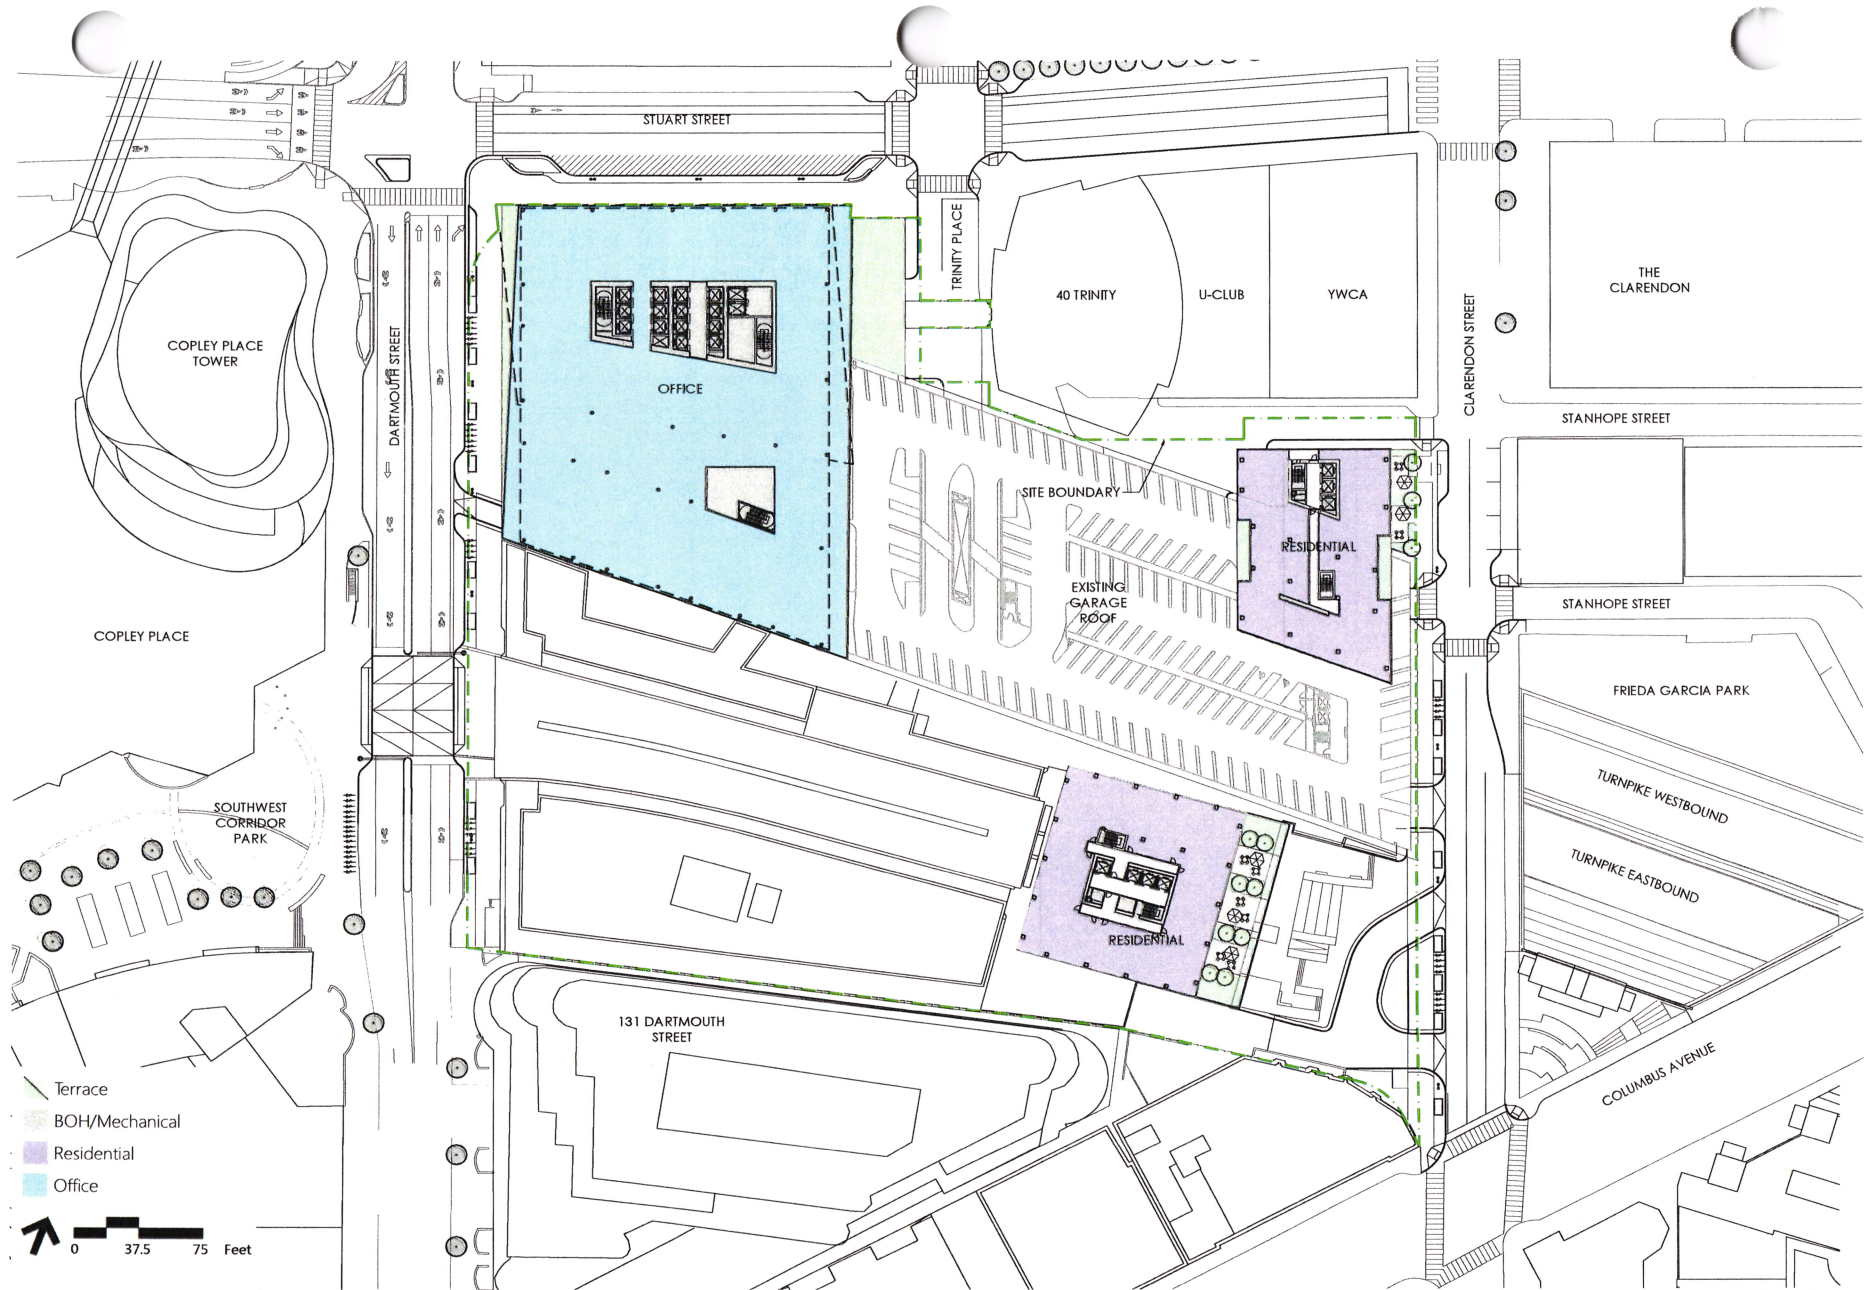 STUART STREET
TRINITY PLACE
40 TRINITY
U-CLUB
YWCA
CLARENDON STREET
THE
CLARENDON
COPLEY PLACE
TOWER
DARTMOUTH STREET
OFFICE
STANHOPE STREET
SITE BOUNDARY
RESIDENTIAL
EXISTING
GARAGE
ROOF
STANHOPE STREET
COPLEY PLACE
FRIEDA GARCIA PARK
TURNPIKE WESTBOUND
SOUTHWEST
CORRIDOR
PARK
TURNPIKE EASTBOUND
RESIDENTIAL
131 DARTMOUTH
STREET
COLUMBUS AVENUE
Terrace
BOH/Mechanical
Residential
Office
0 37.5 75 Feet